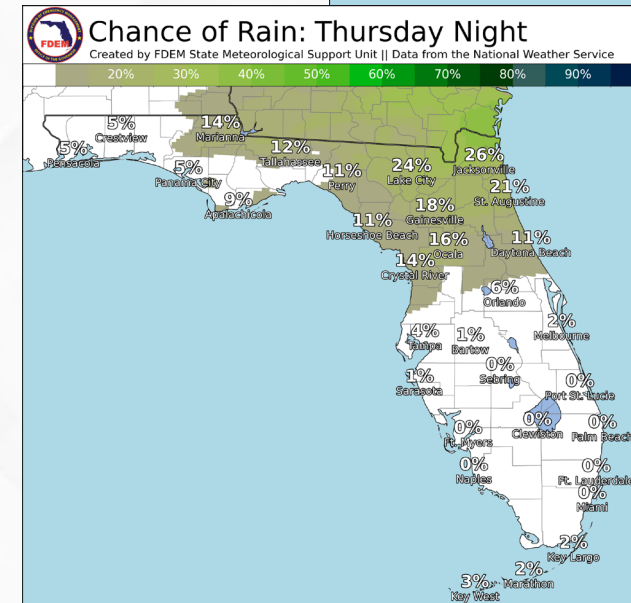 FDEM
Chance of Rain: Thursday Night
Created by FDEM State Meteorological Support Unit || Data from the National Weather Service
20% 30% 40% 50% 60% 70% 80% 90%
5%
Crestview
14%
Marianna
5%
Pensacola
12%
Tallahassee
26%
Jacksonville
5%
Panama City
11%
Perry
24%
Lake City
21%
St. Augustine
9%
Apalachicola
18%
Gainesville
11%
Horseshoe Beach
16%
Ocala
11%
Daytona Beach
14%
Crystal River
6%
Orlando
4%
Tampa
1%
Bartow
2%
Melbourne
0%
Sebring
1%
Sarasota
0%
Port St. Lucie
0%
Clewiston
0%
Palm Beach
0%
Ft. Myers
0%
Naples
0%
Ft. Lauderdale
0%
Miami
2%
Key Largo
2%
Marathon
3%
Key West